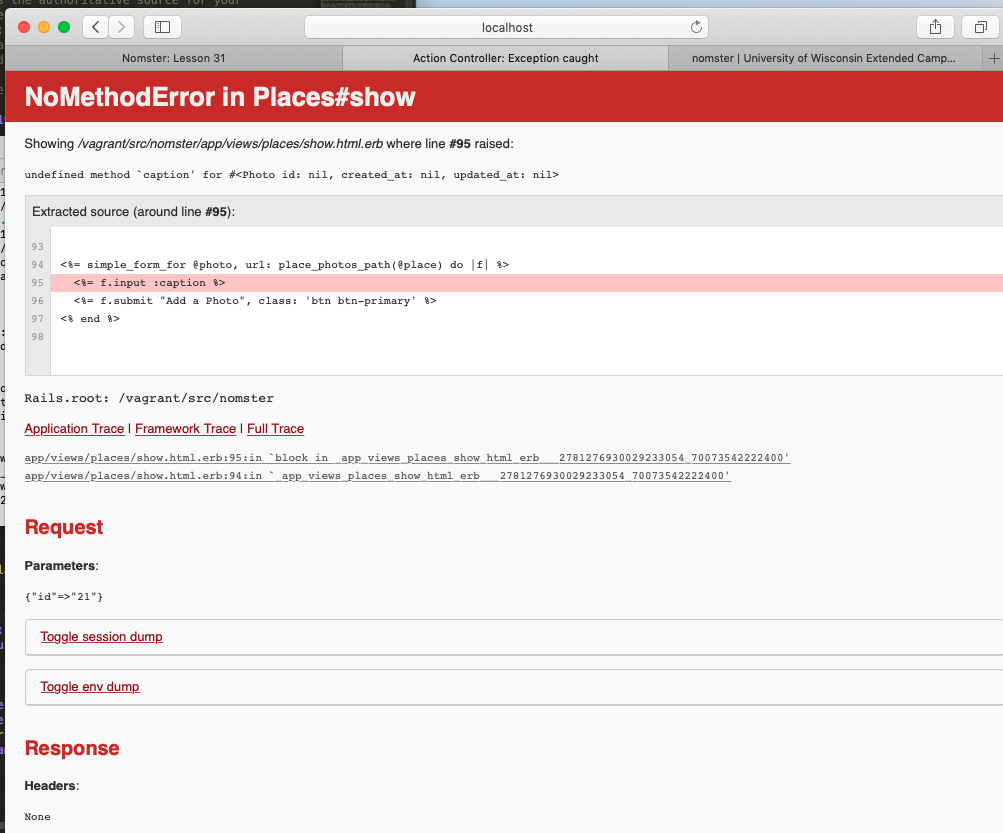 s the authoritative source for your
localhost
Nomster: Lesson 31
Action Controller: Exception caught
nomster | University of Wisconsin Extended Camp...
NoMethodError in Places#show
Showing /vagrant/src/nomster/app/views/places/show.html.erb where line #95 raised:
undefined method `caption' for #<Photo id: nil, created_at: nil, updated_at: nil>
Extracted source (around line #95):
93
94 <%= simple_form_for @photo, url: place_photos_path(@place) do |f| %>
95 <%= f.input :caption %>
96 <%= f.submit "Add a Photo", class: 'btn btn-primary' %>
97 <% end %>
98
Rails.root: /vagrant/src/nomster
Application Trace | Framework Trace | Full Trace
app/views/places/show.html.erb:95:in `block in _app_views_places_show_html_erb___2781276930029233054_70073542222400'
app/views/places/show.html.erb:94:in `_app_views_places_show_html_erb___2781276930029233054_70073542222400'
Request
Parameters:
{"id"=>"21"}
Toggle session dump
Toggle env dump
Response
Headers:
None